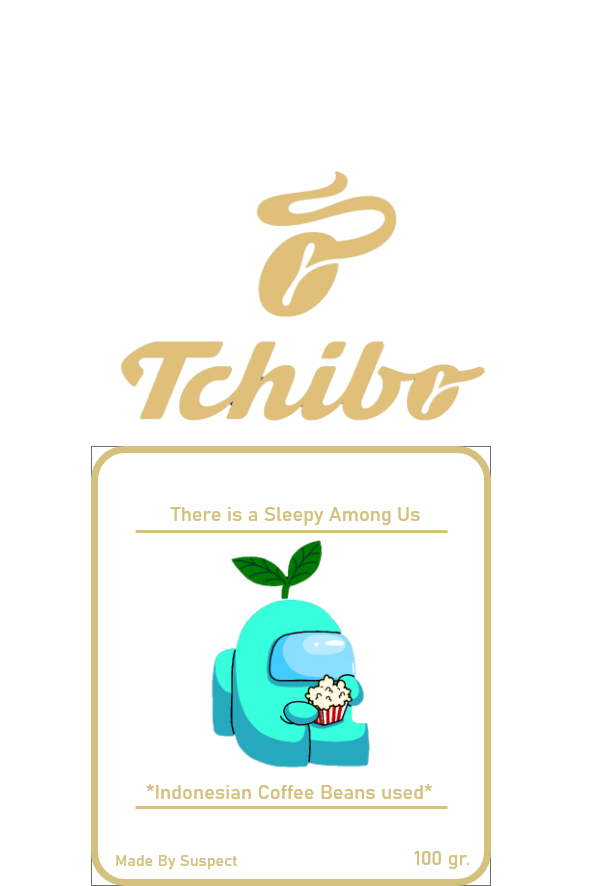 Tchibo
There is a Sleepy Among Us
*Indonesian Coffee Beans used*
Made By Suspect
100 gr.